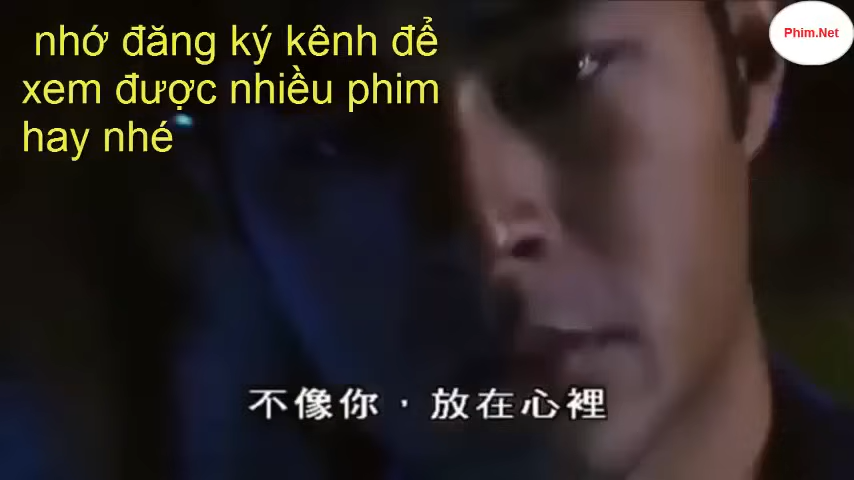 nhớ đăng ký kênh để
xem được nhiều phim
hay nhé
Phim.Net
不像你，放在心裡